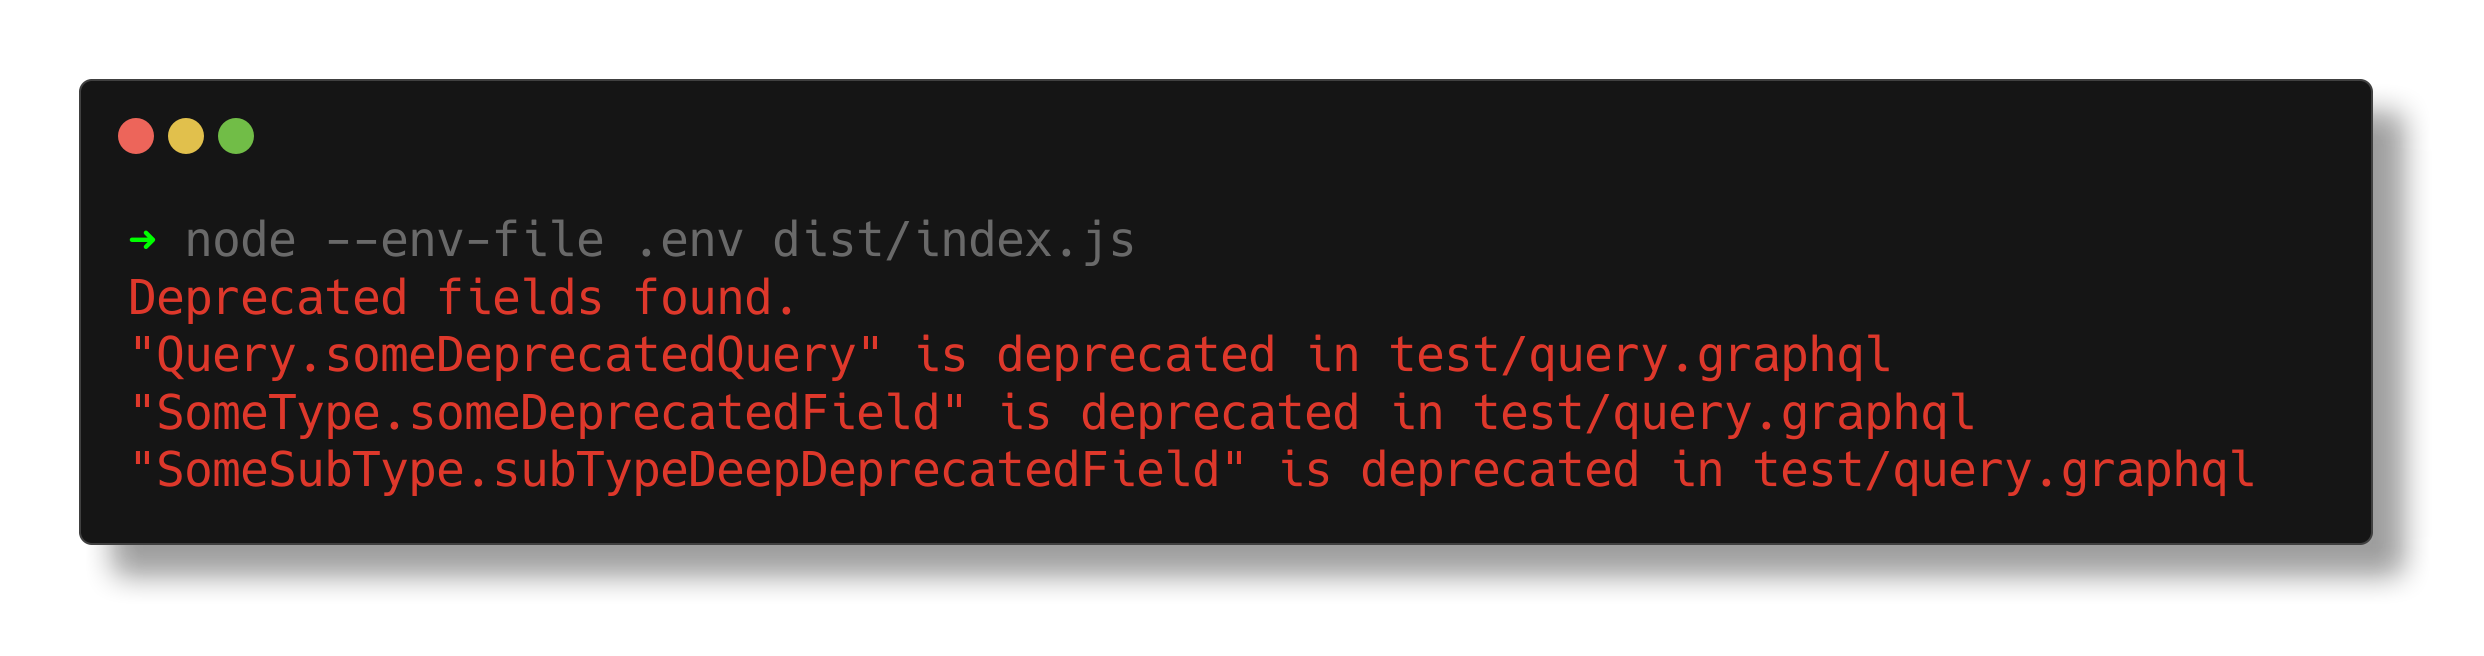 ➜ node --env-file .env dist/index.js
Deprecated fields found.
"Query.someDeprecatedQuery" is deprecated in test/query.graphql
"SomeType.someDeprecatedField" is deprecated in test/query.graphql
"SomeSubType.subTypeDeepDeprecatedField" is deprecated in test/query.graphql